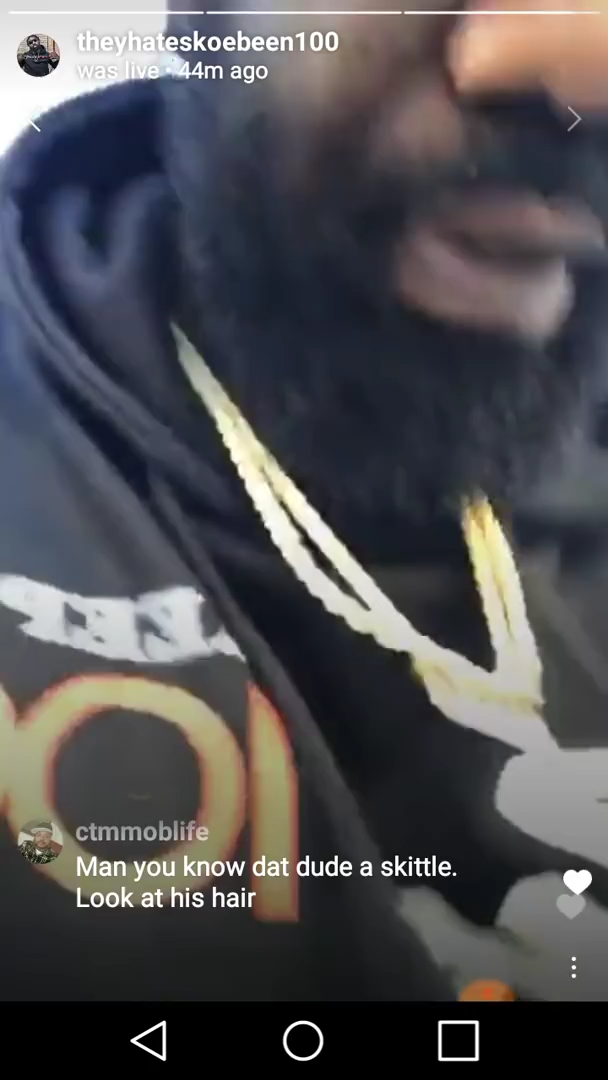 theyhateskoebeen100
was live · 44m ago
ctmmoblife
Man you know dat dude a skittle.
Look at his hair